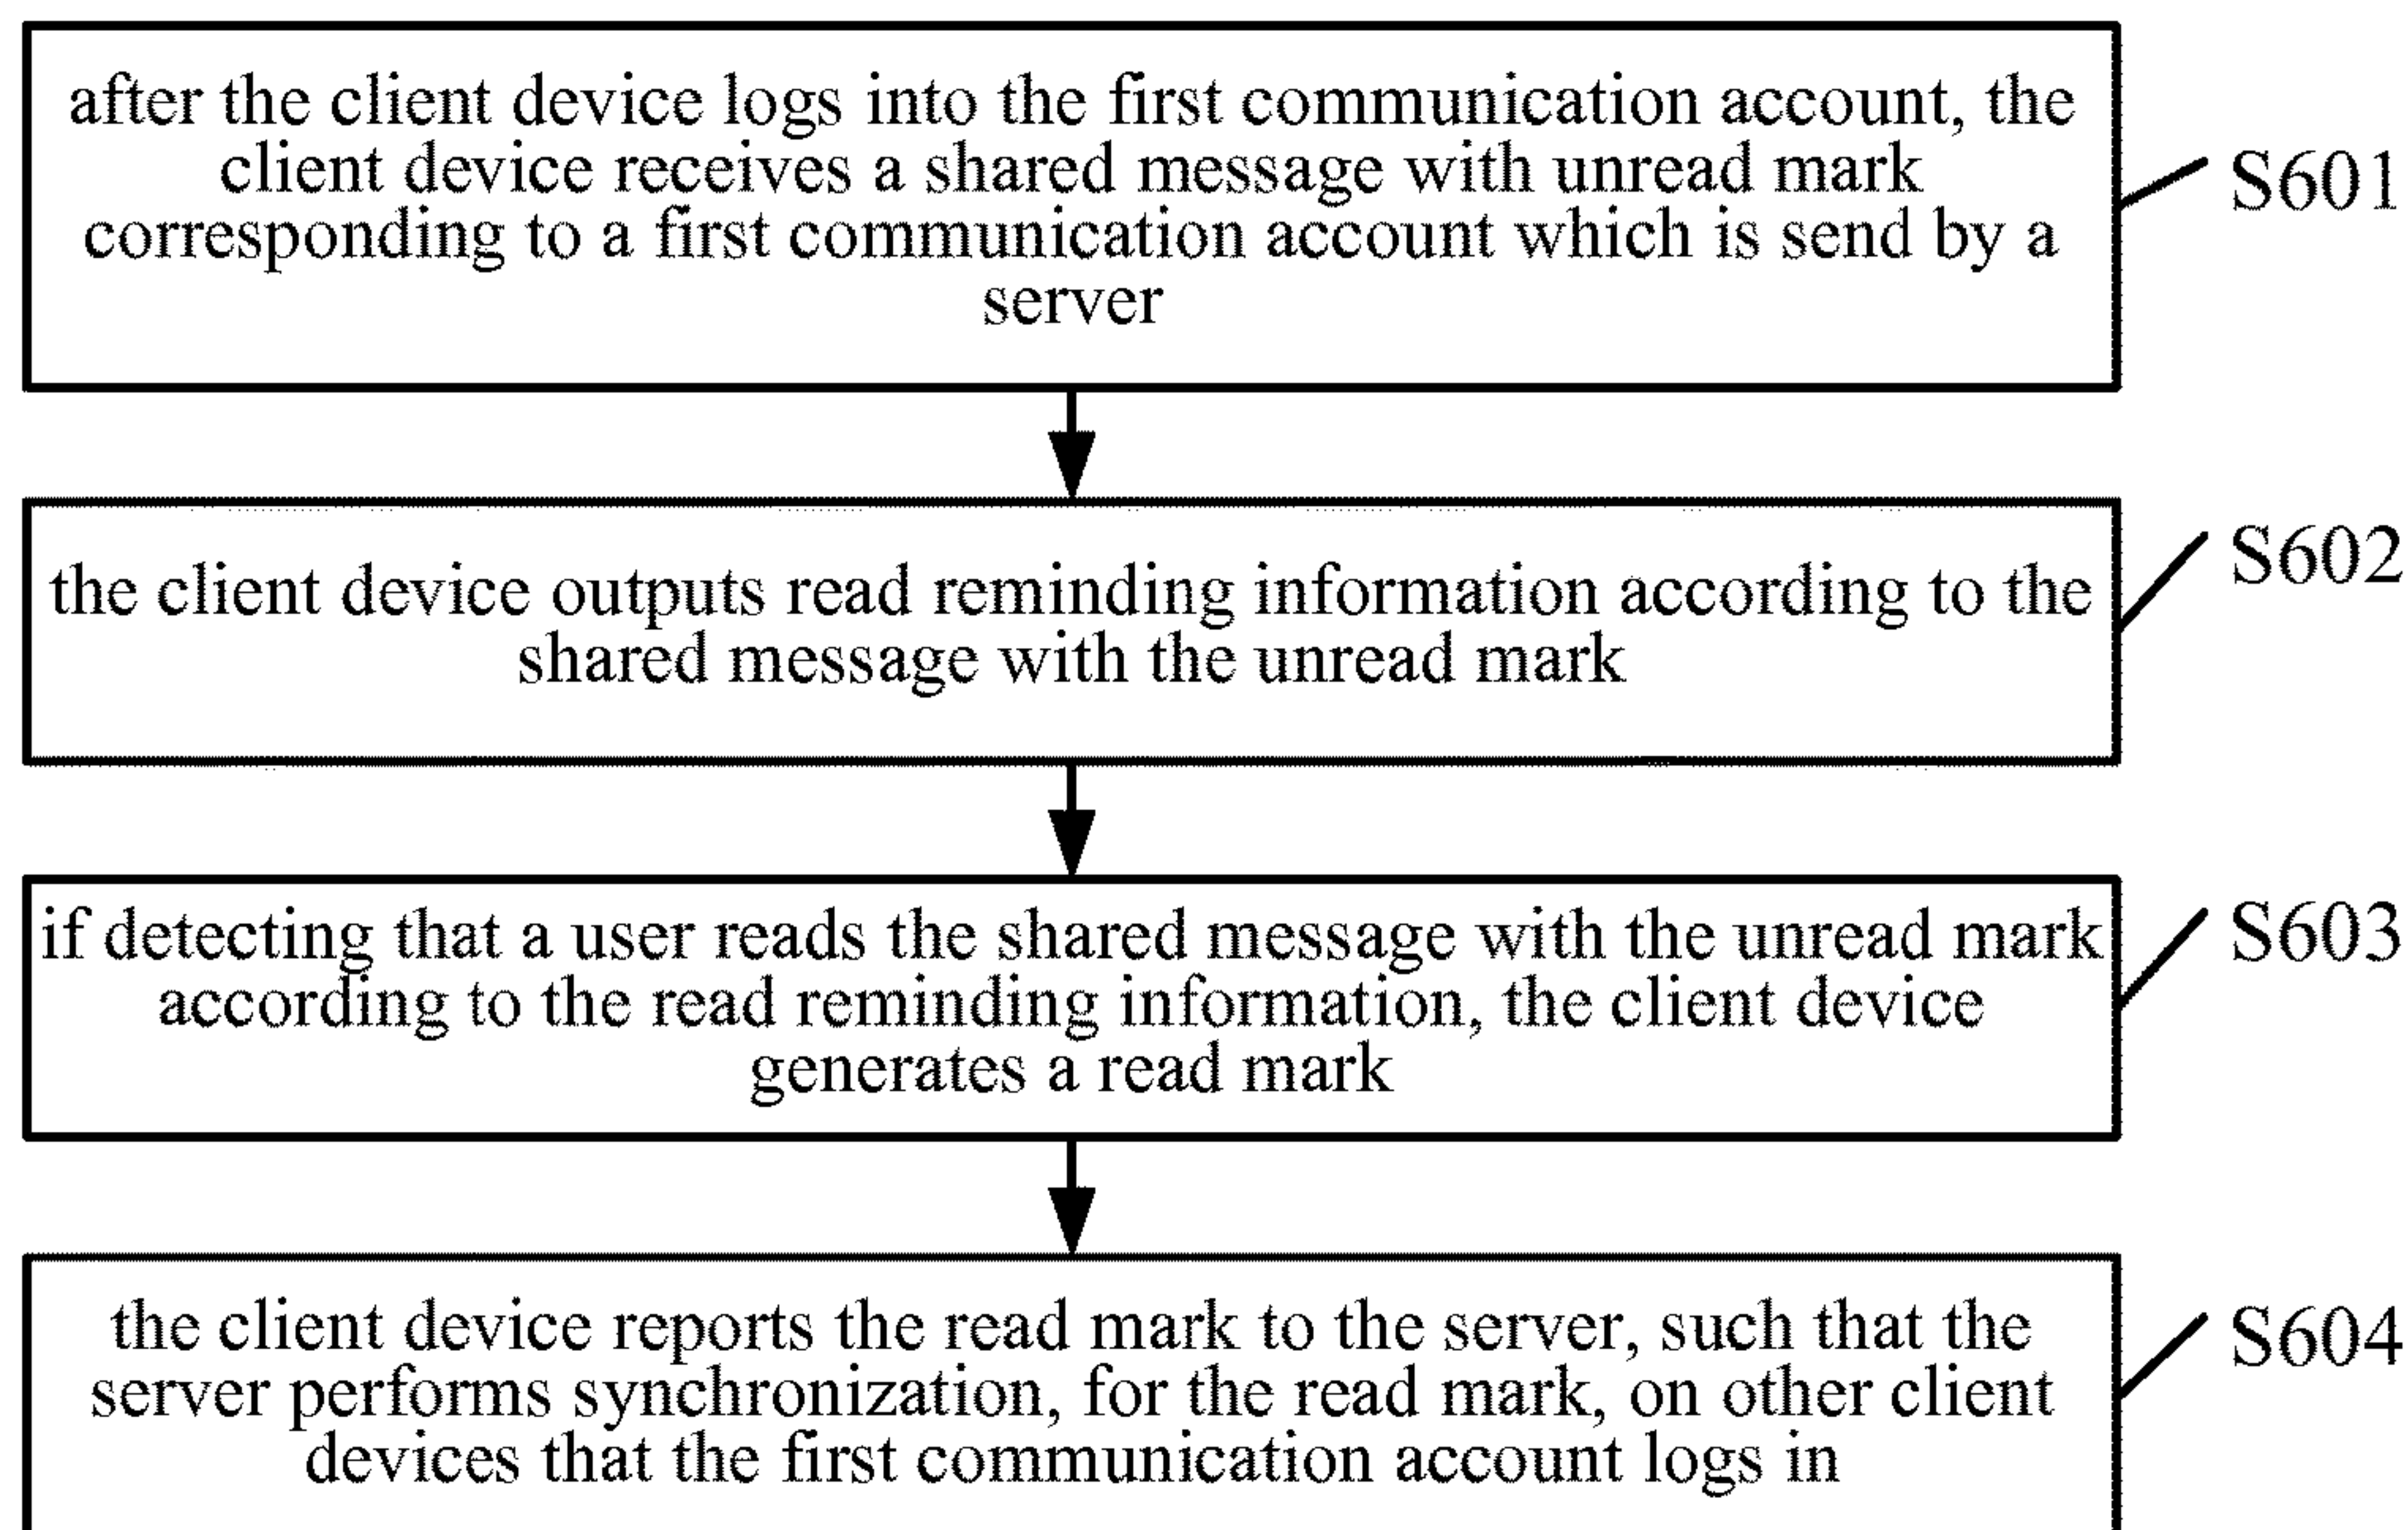 after the client device logs into the first communication account, the
client device receives a shared message with unread mark
corresponding to a first communication account which is send by a
server
S601
the client device outputs read reminding information according to the
shared message with the unread mark
S602
if detecting that a user reads the shared message with the unread mark
according to the read reminding information, the client device
generates a read mark
S603
the client device reports the read mark to the server, such that the
server performs synchronization, for the read mark, on other client
devices that the first communication account logs in
S604